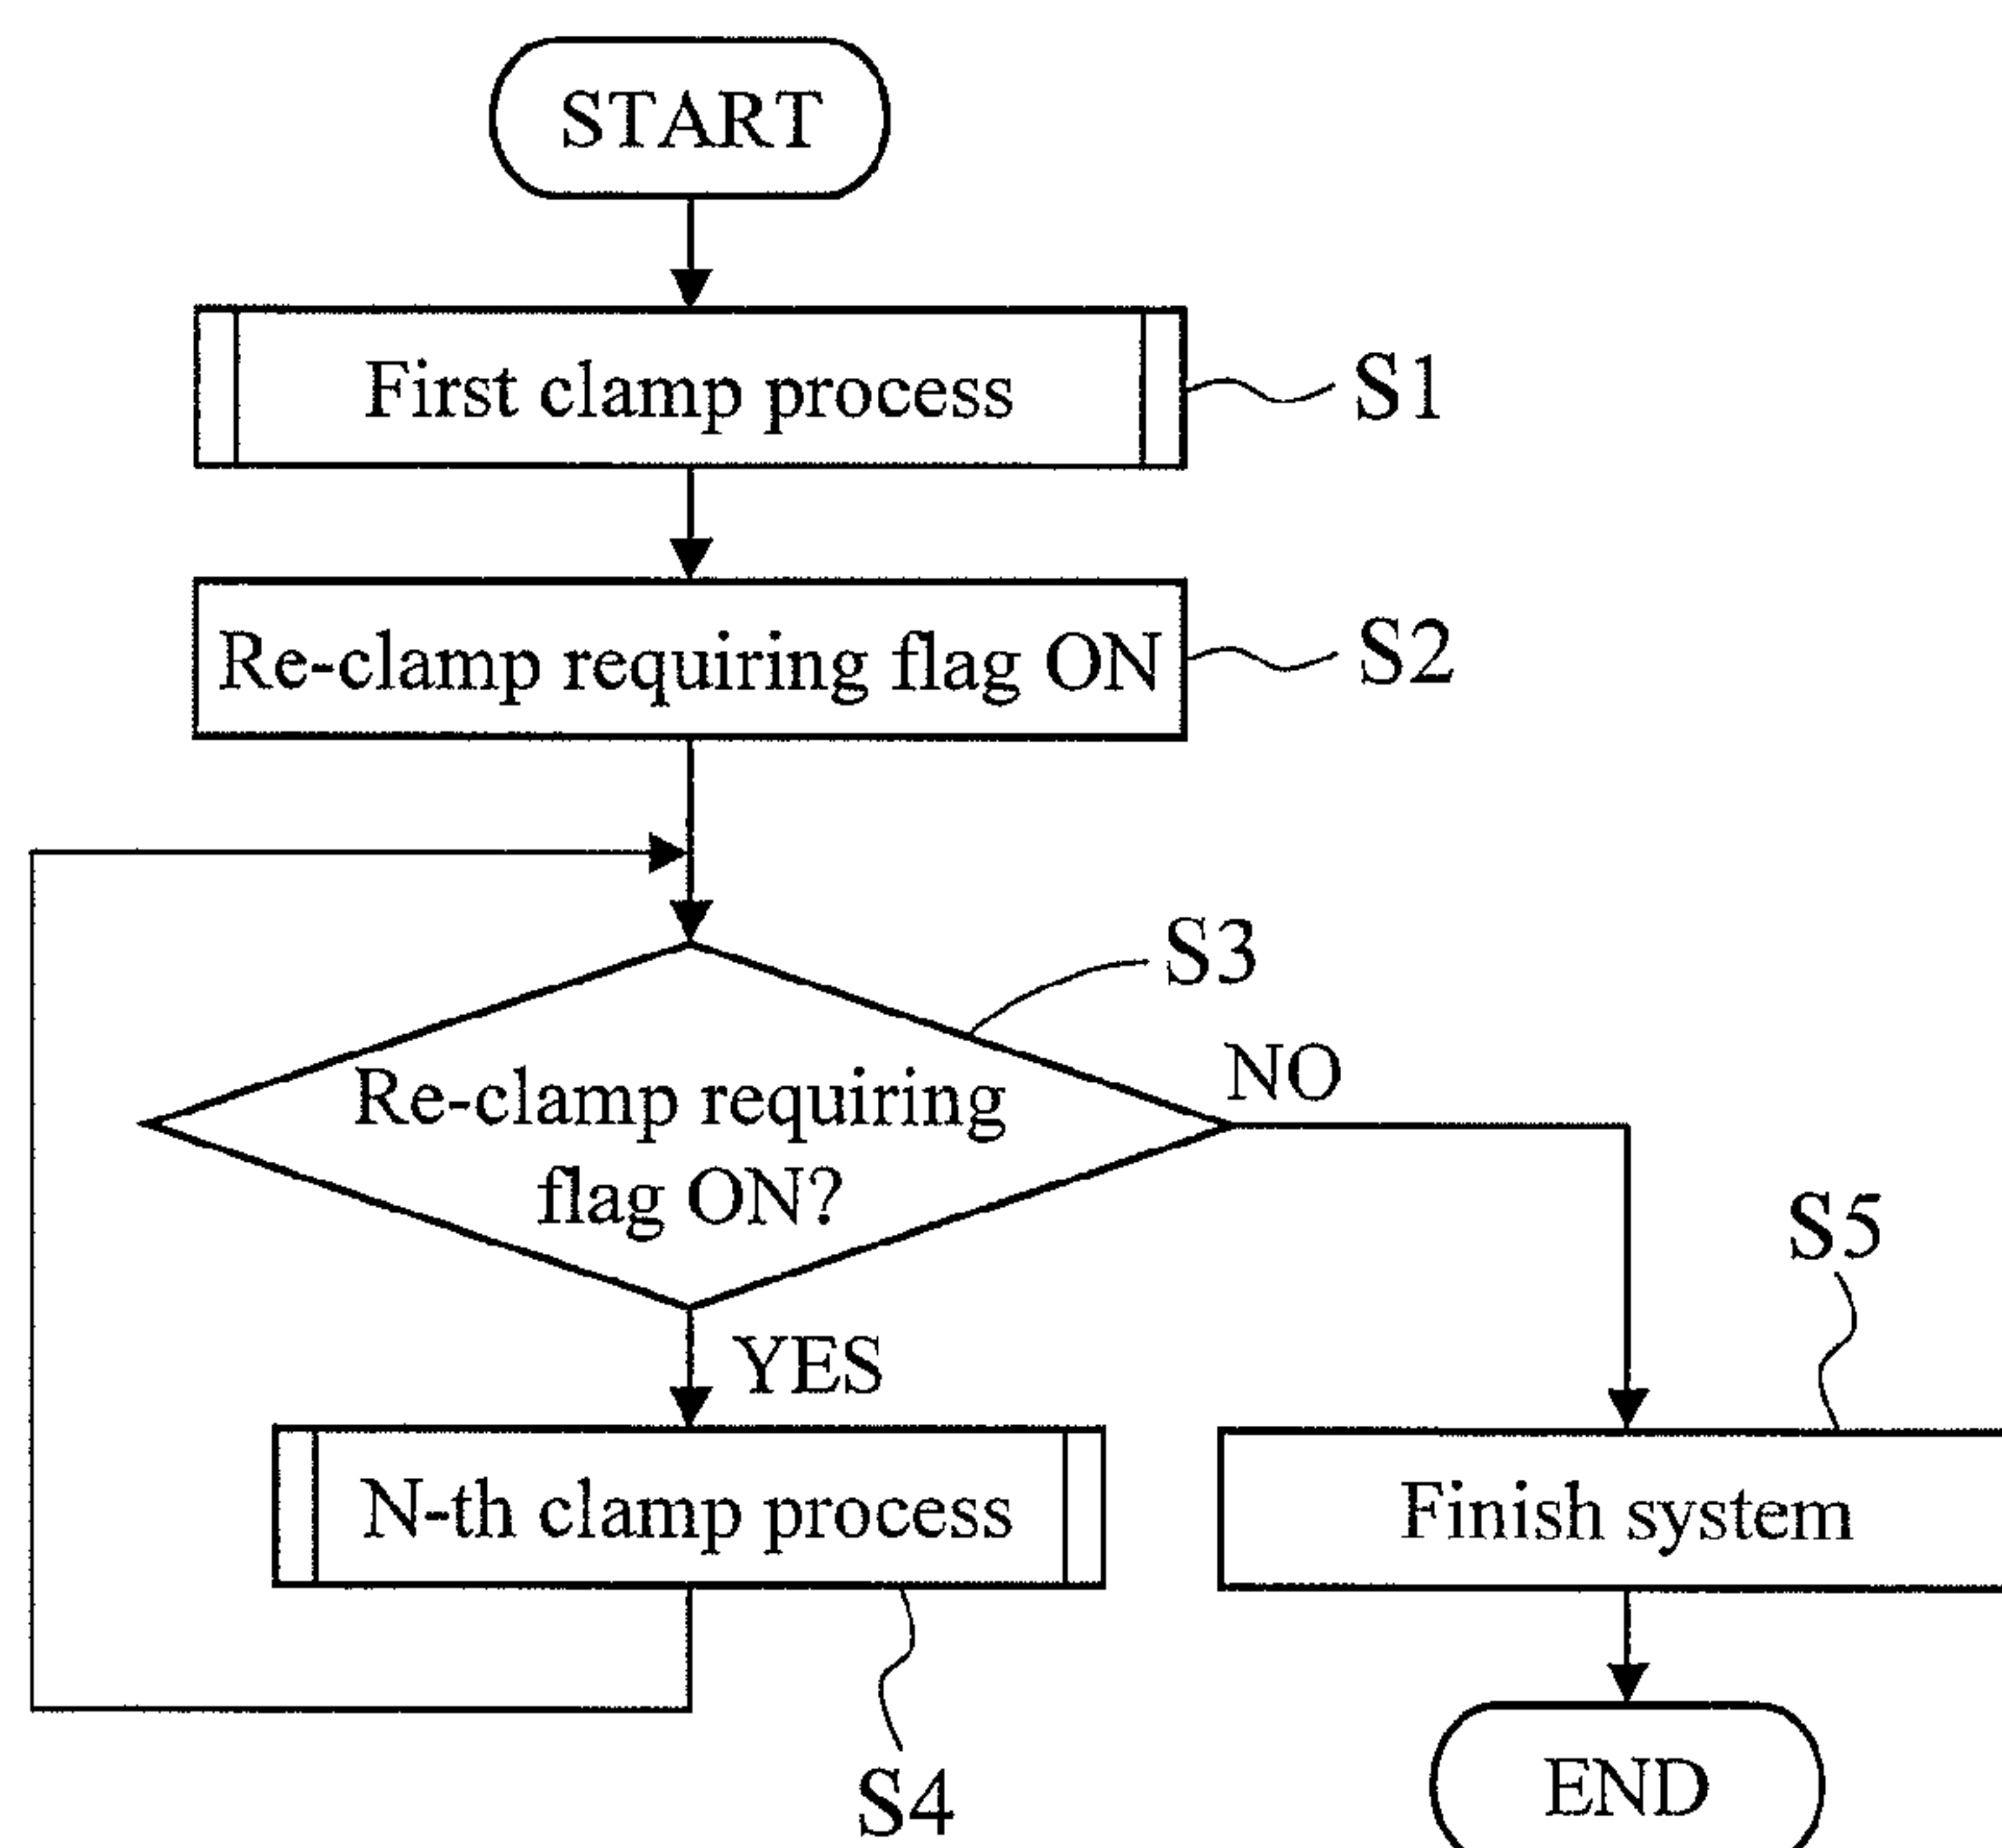 START
First clamp process
S1
Re-clamp requiring flag ON
S2
S3
Re-clamp requiring
flag ON?
NO
YES
S5
N-th clamp process
Finish system
S4
END